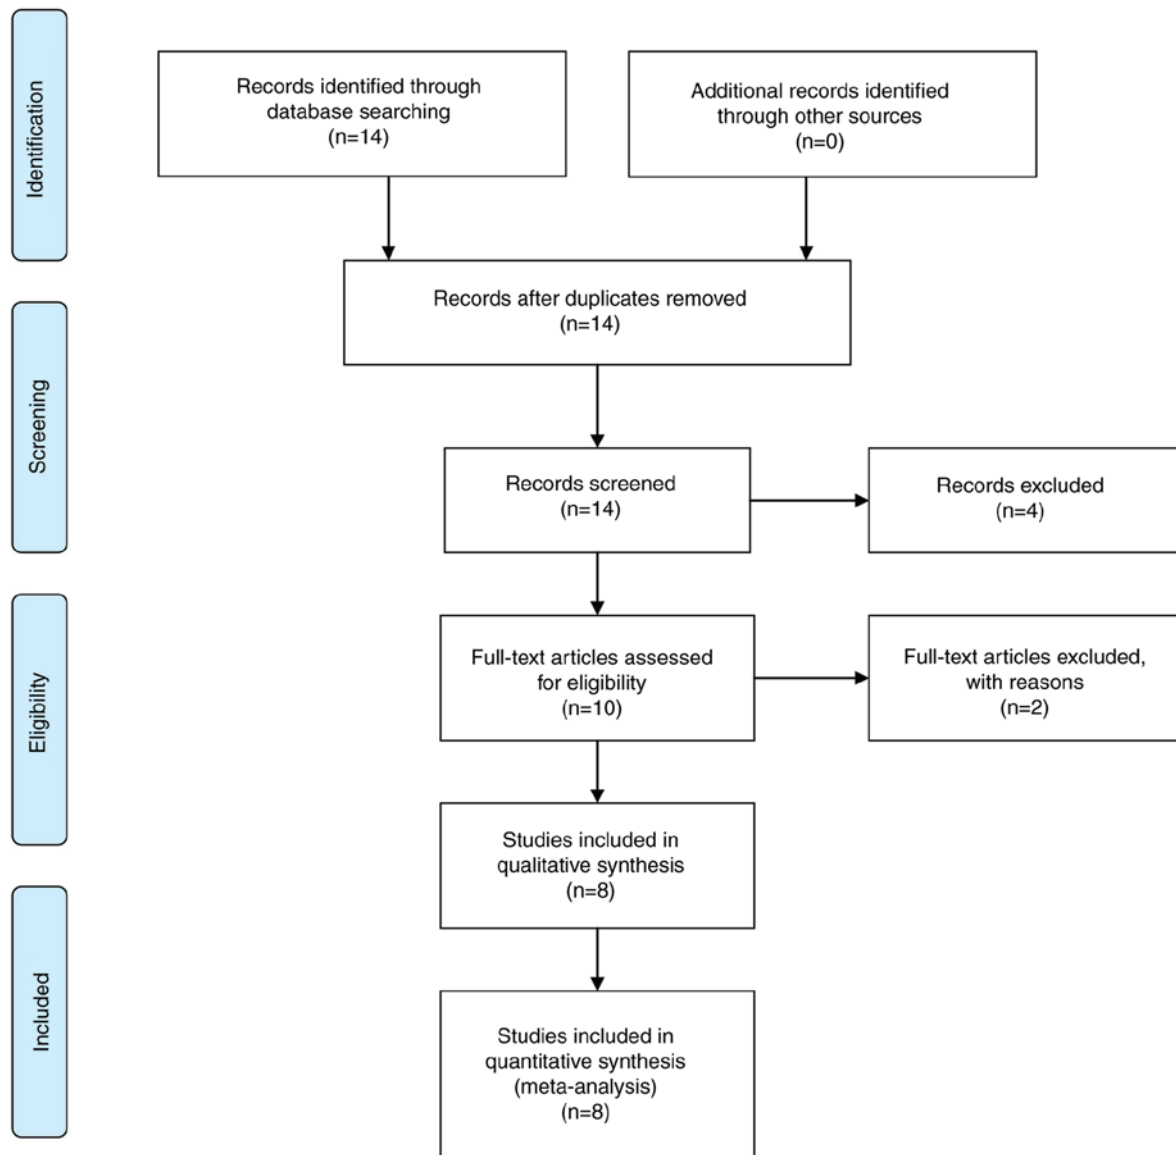 Identification
Records identified through
database searching
(n=14)
Additional records identified
through other sources
(n=0)
Records after duplicates removed
(n=14)
Screening
Records screened
(n=14)
Records excluded
(n=4)
Eligibility
Full-text articles assessed
for eligibility
(n=10)
Full-text articles excluded,
with reasons
(n=2)
Studies included in
qualitative synthesis
(n=8)
Included
Studies included in
quantitative synthesis
(meta-analysis)
(n=8)